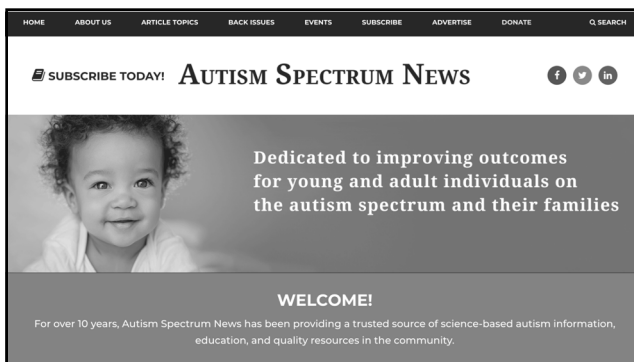 HOME ABOUT US ARTICLE TOPICS BACK ISSUES EVENTS SUBSCRIBE ADVERTISE DONATE SEARCH
SUBSCRIBE TODAY! AUTISM SPECTRUM NEWS f in
Dedicated to improving outcomes
for young and adult individuals on
the autism spectrum and their families
WELCOME!
For over 10 years, Autism Spectrum News has been providing a trusted source of science-based autism information,
education, and quality resources in the community.